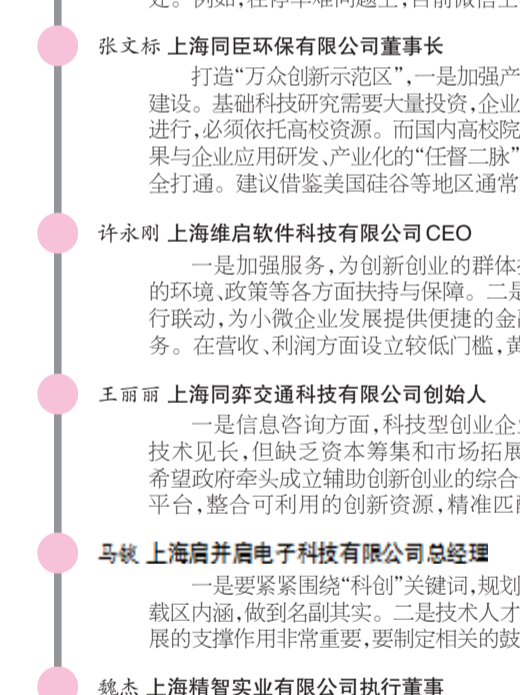 处。例如,在停车难问题上,目前微信上
张文标 上海同臣环保有限公司董事长
打造“万众创新示范区”,一是加强产
建设。基础科技研究需要大量投资,企业
进行,必须依托高校资源。而国内高校院
果与企业应用研发、产业化的“任督二脉”
全打通。建议借鉴美国硅谷等地区通常
许永刚 上海维启软件科技有限公司CEO
一是加强服务,为创新创业的群体
的环境、政策等各方面扶持与保障。二是
行联动,为小微企业发展提供便捷的金融
务。在营收、利润方面设立较低门槛,黄
王丽丽 上海同弈交通科技有限公司创始人
一是信息咨询方面,科技型创业企业
技术见长,但缺乏资本筹集和市场拓展
希望政府牵头成立辅助创新创业的综合
平台,整合可利用的创新资源,精准匹配
马锬 上海启并启电子科技有限公司总经理
一是要紧紧围绕“科创”关键词,规划
载区内涵,做到名副其实。二是技术人才
展的支撑作用非常重要,要制定相关的鼓
魏杰 上海精智实业有限公司执行董事